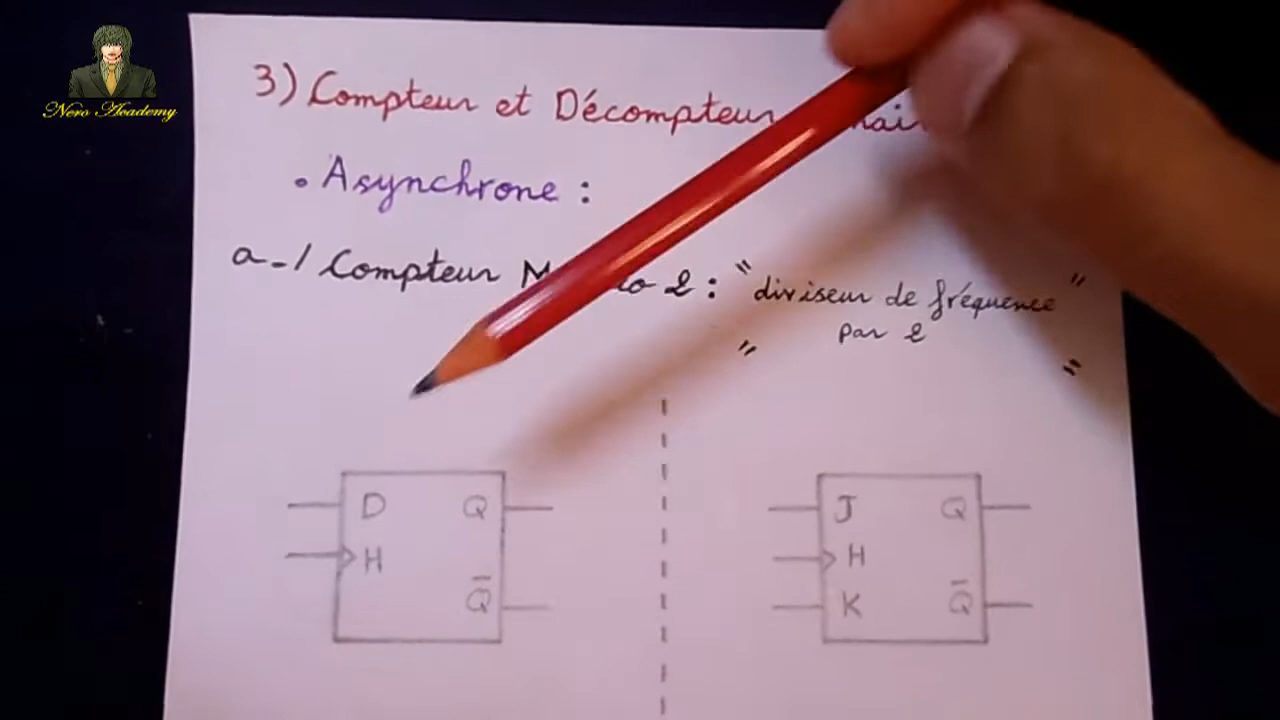 Nero Academy
3) Compteur et Décompteur
• Asynchrone :
a-/ Compteur 2 : " diviseur de fréquence "
" par 2 "
D Q
H
Q̅
J Q
H
K Q̅